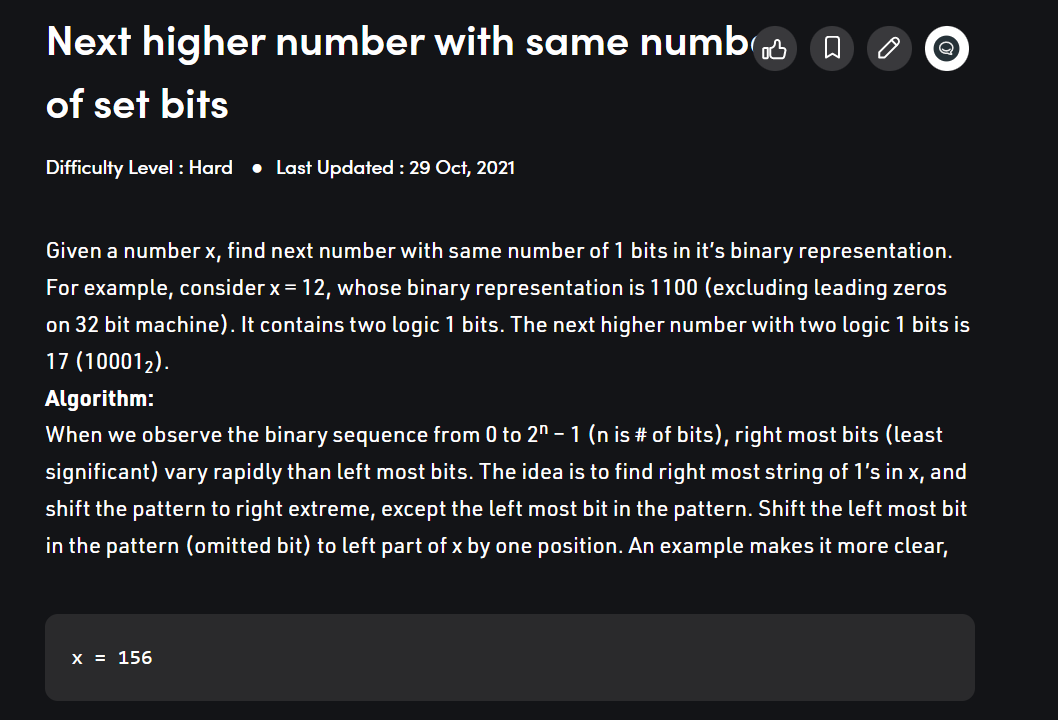 Next higher number with same numb
of set bits
Difficulty Level : Hard ● Last Updated : 29 Oct, 2021
Given a number x, find next number with same number of 1 bits in it’s binary representation.
For example, consider x = 12, whose binary representation is 1100 (excluding leading zeros
on 32 bit machine). It contains two logic 1 bits. The next higher number with two logic 1 bits is
17 (10001₂).
Algorithm:
When we observe the binary sequence from 0 to 2ⁿ – 1 (n is # of bits), right most bits (least
significant) vary rapidly than left most bits. The idea is to find right most string of 1’s in x, and
shift the pattern to right extreme, except the left most bit in the pattern. Shift the left most bit
in the pattern (omitted bit) to left part of x by one position. An example makes it more clear,
x = 156